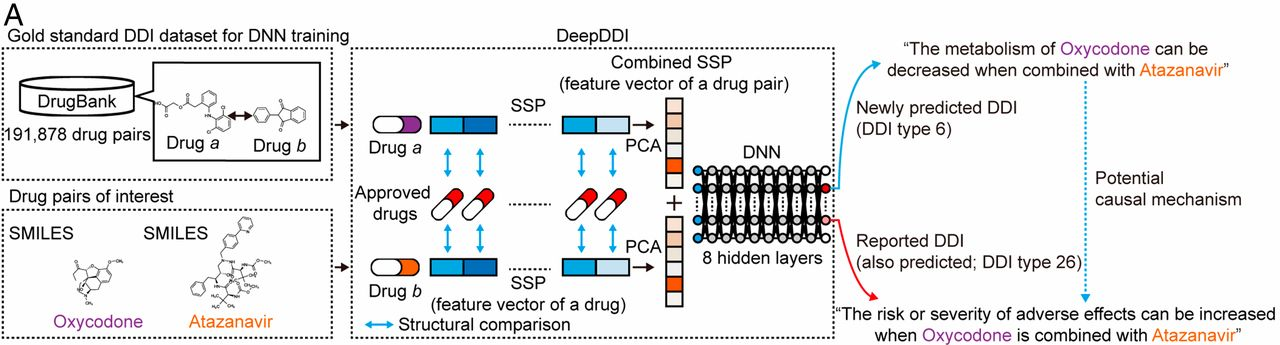 A
Gold standard DDI dataset for DNN training
DrugBank
191,878 drug pairs
Drug a
Drug b
Drug pairs of interest
SMILES
SMILES
Oxycodone
Atazanavir
DeepDDI
Combined SSP
(feature vector of a drug pair)
SSP
PCA
Drug a
Approved
drugs
DNN
+
PCA
8 hidden layers
Drug b
SSP
(feature vector of a drug)
Structural comparison
“The metabolism of Oxycodone can be
decreased when combined with Atazanavir”
Newly predicted DDI
(DDI type 6)
Potential
causal mechanism
Reported DDI
(also predicted; DDI type 26)
“The risk or severity of adverse effects can be increased
when Oxycodone is combined with Atazanavir”